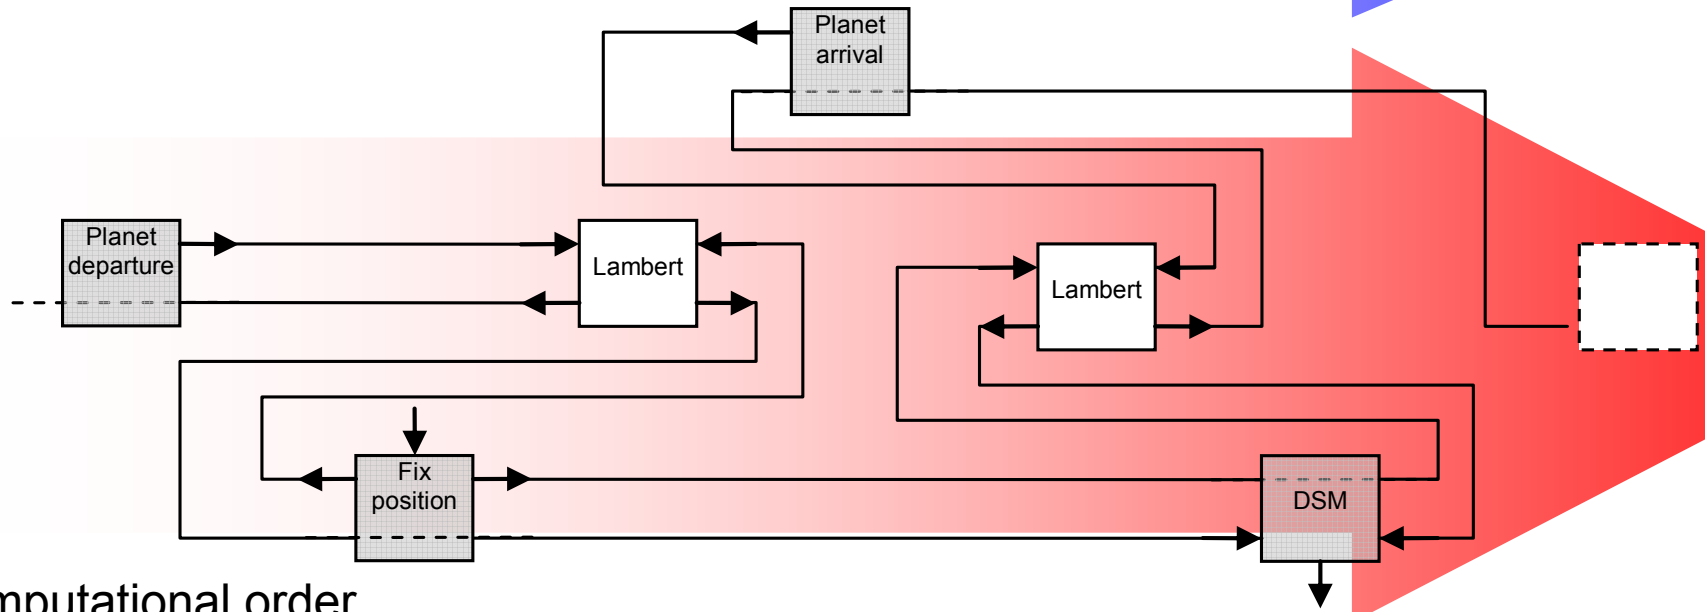 Planet
arrival
Planet
departure
Lambert
Lambert
Fix
position
DSM
mputational order